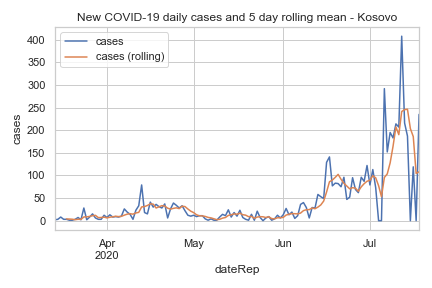 New COVID-19 daily cases and 5 day rolling mean - Kosovo
cases
cases (rolling)
400
350
300
250
200
150
100
50
0
cases
Apr
2020
May
Jun
Jul
dateRep